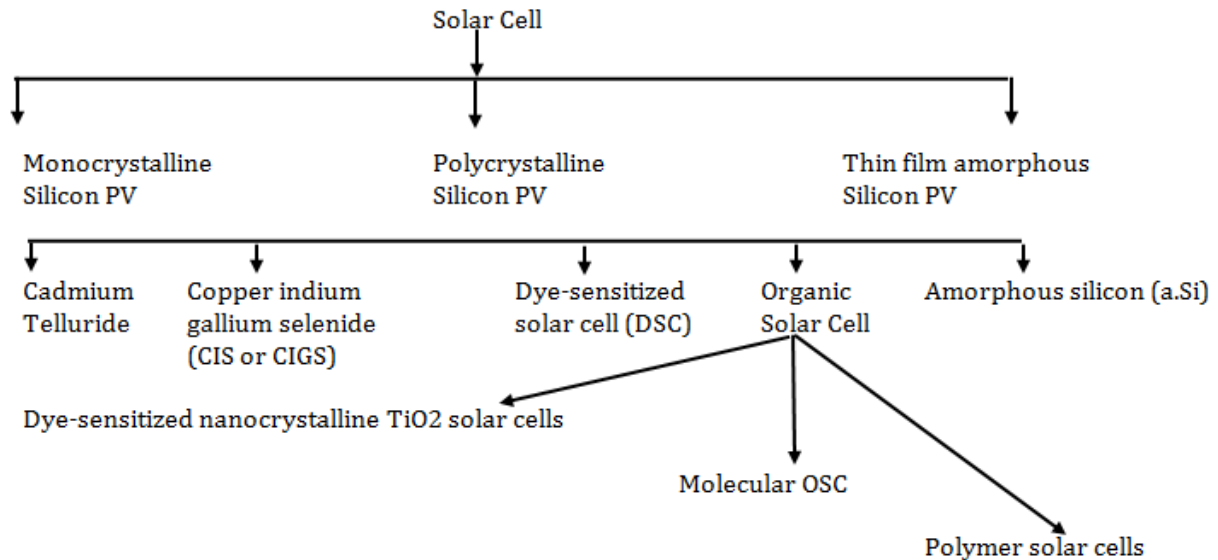 Solar Cell
Monocrystalline
Silicon PV
Polycrystalline
Silicon PV
Thin film amorphous
Silicon PV
Cadmium
Telluride
Copper indium
gallium selenide
(CIS or CIGS)
Dye-sensitized
solar cell (DSC)
Organic
Solar Cell
Amorphous silicon (a.Si)
Dye-sensitized nanocrystalline TiO2 solar cells
Molecular OSC
Polymer solar cells